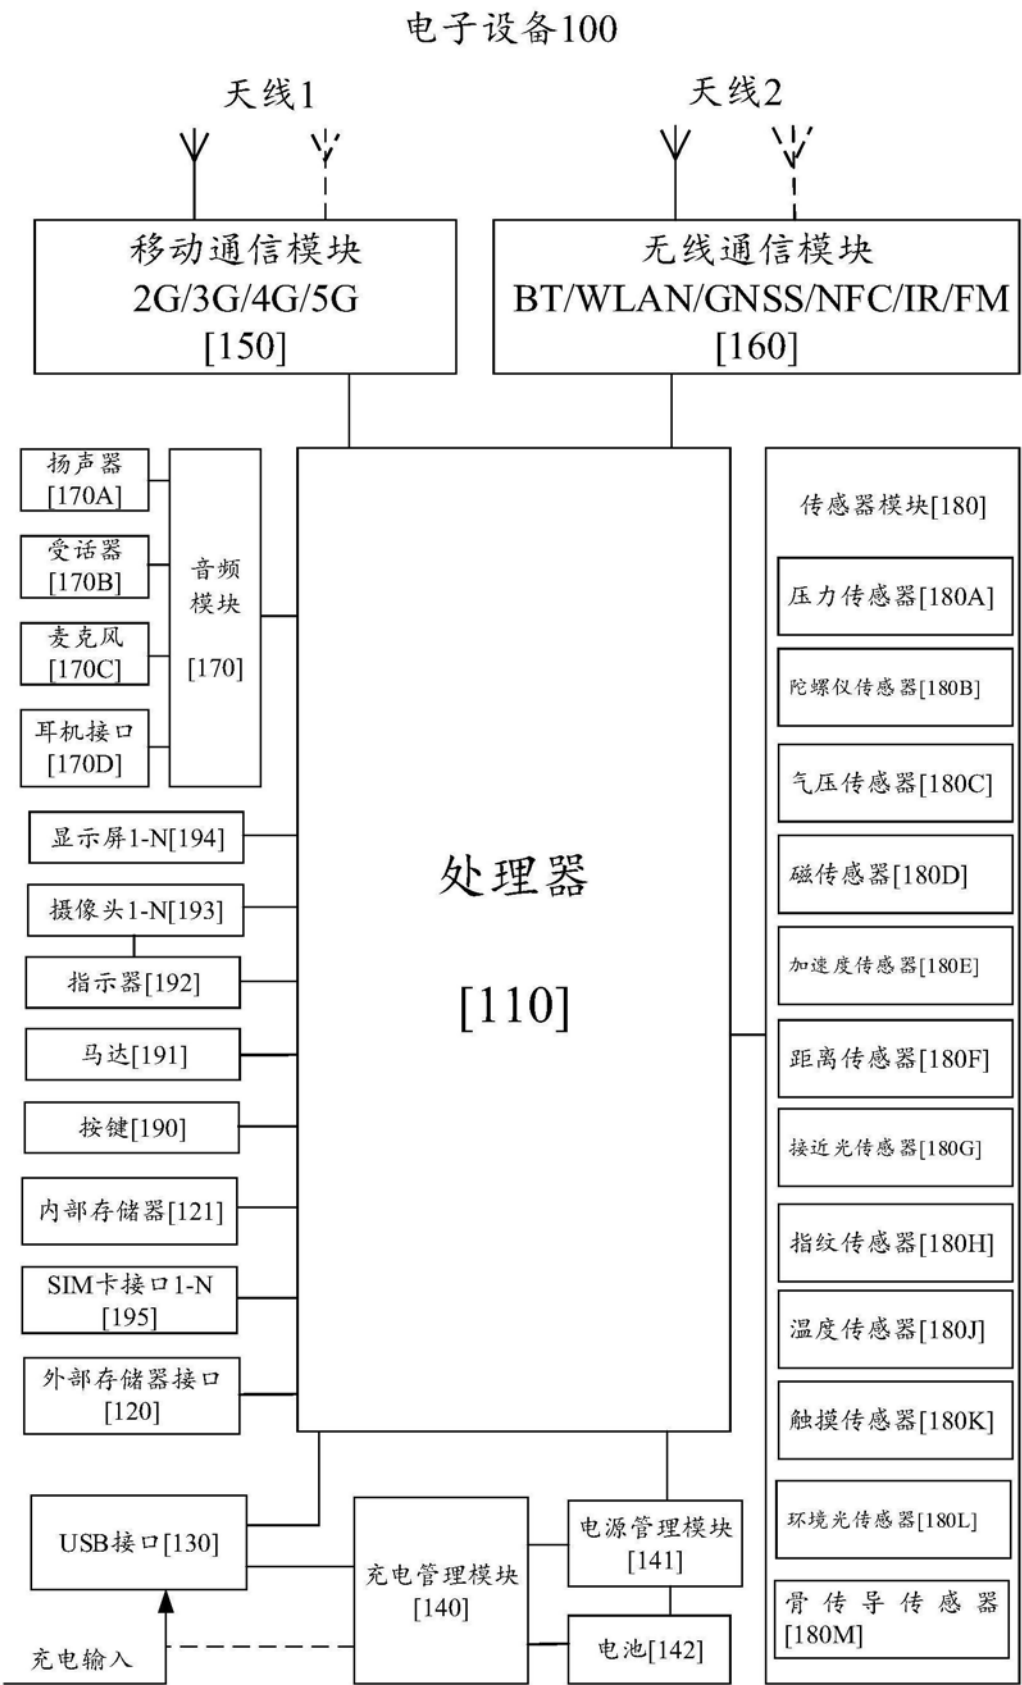 电子设备100
天线1
天线2
移动通信模块
2G/3G/4G/5G
[150]
无线通信模块
BT/WLAN/GNSS/NFC/IR/FM
[160]
扬声器
[170A]
受话器
[170B]
麦克风
[170C]
耳机接口
[170D]
音频
模块
[170]
显示屏1-N[194]
摄像头1-N[193]
指示器[192]
马达[191]
按键[190]
内部存储器[121]
SIM卡接口1-N
[195]
外部存储器接口
[120]
处理器
[110]
传感器模块[180]
压力传感器[180A]
陀螺仪传感器[180B]
气压传感器[180C]
磁传感器[180D]
加速度传感器[180E]
距离传感器[180F]
接近光传感器[180G]
指纹传感器[180H]
温度传感器[180J]
触摸传感器[180K]
环境光传感器[180L]
骨传导传感器
[180M]
USB接口[130]
充电输入
充电管理模块
[140]
电源管理模块
[141]
电池[142]